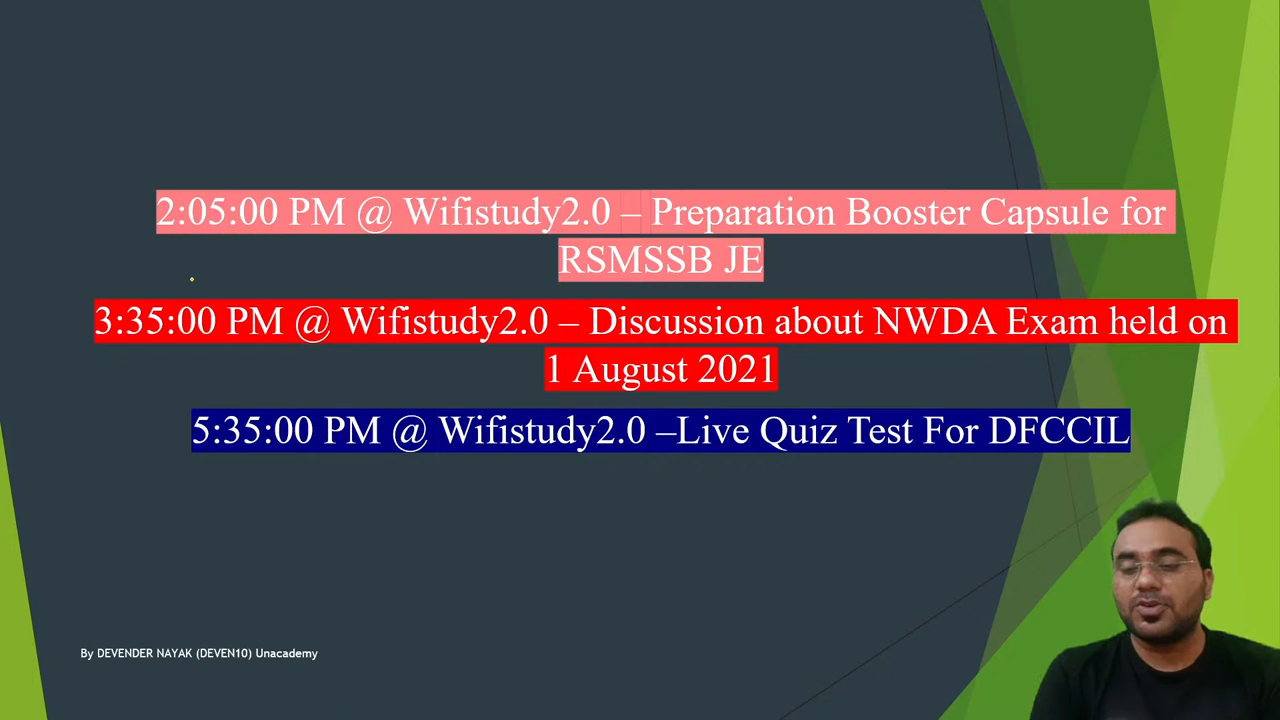 2:05:00 PM @ Wifistudy2.0 – Preparation Booster Capsule for
RSMSSB JE
3:35:00 PM @ Wifistudy2.0 – Discussion about NWDA Exam held on
1 August 2021
5:35:00 PM @ Wifistudy2.0 –Live Quiz Test For DFCCIL
By DEVENDER NAYAK (DEVEN10) Unacademy